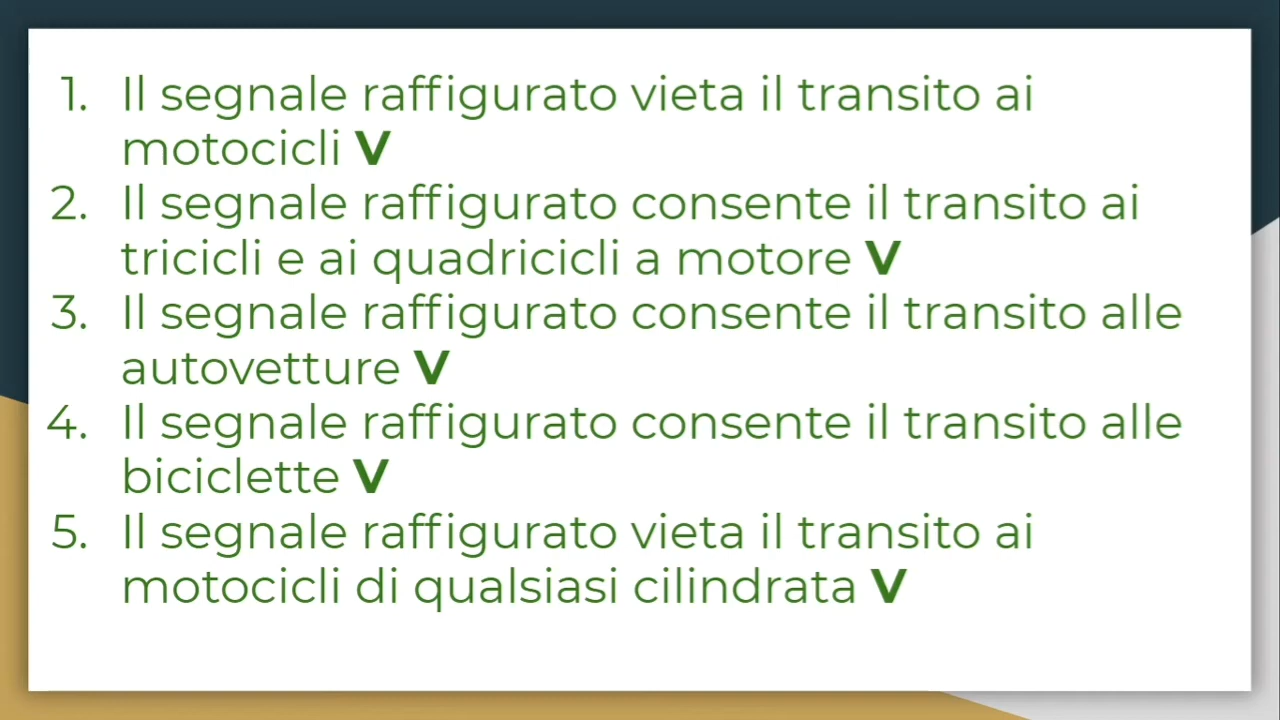 1. Il segnale raffigurato vieta il transito ai
motocicli V
2. Il segnale raffigurato consente il transito ai
tricicli e ai quadricicli a motore V
3. Il segnale raffigurato consente il transito alle
autovetture V
4. Il segnale raffigurato consente il transito alle
biciclette V
5. Il segnale raffigurato vieta il transito ai
motocicli di qualsiasi cilindrata V